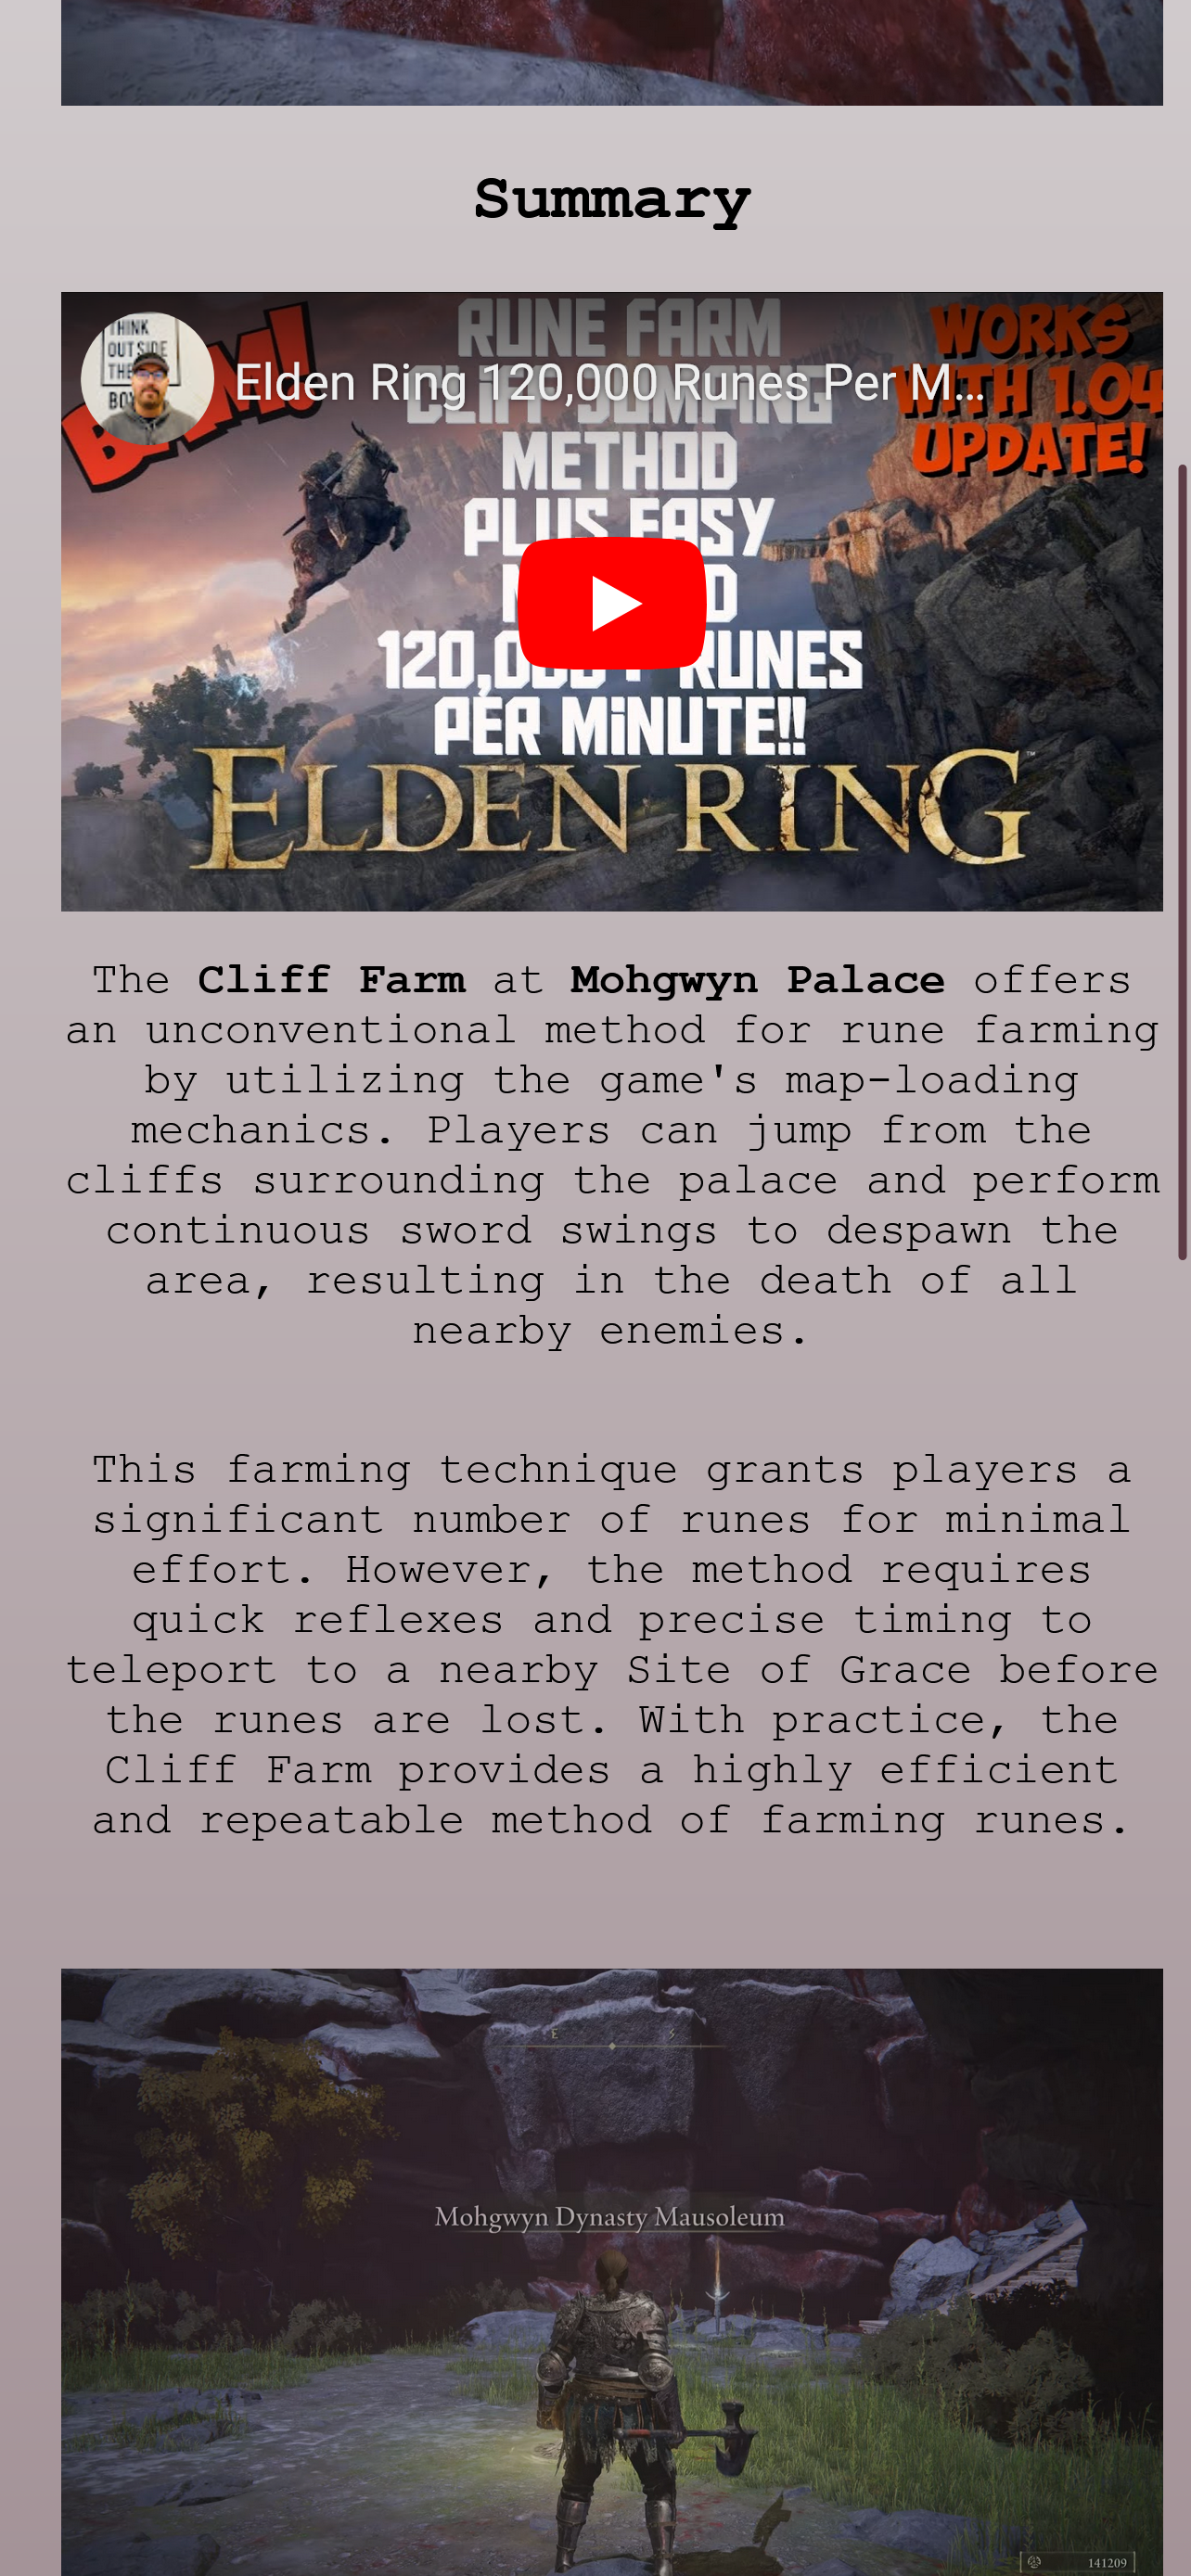 Summary
THINK
OUTSIDE
THE
BOX
RUNE FARM
CLIFF JUMPING
METHOD
PLUS EASY
WORKS
WITH 1.04
UPDATE!
Elden Ring 120,000 Runes Per M...
RUNES
PER MINUTE!!
ELDEN RING
The Cliff Farm at Mohgwyn Palace offers
an unconventional method for rune farming
by utilizing the game's map-loading
mechanics. Players can jump from the
cliffs surrounding the palace and perform
continuous sword swings to despawn the
area, resulting in the death of all
nearby enemies.
This farming technique grants players a
significant number of runes for minimal
effort. However, the method requires
quick reflexes and precise timing to
teleport to a nearby Site of Grace before
the runes are lost. With practice, the
Cliff Farm provides a highly efficient
and repeatable method of farming runes.
E S
Mohgwyn Dynasty Mausoleum
141209